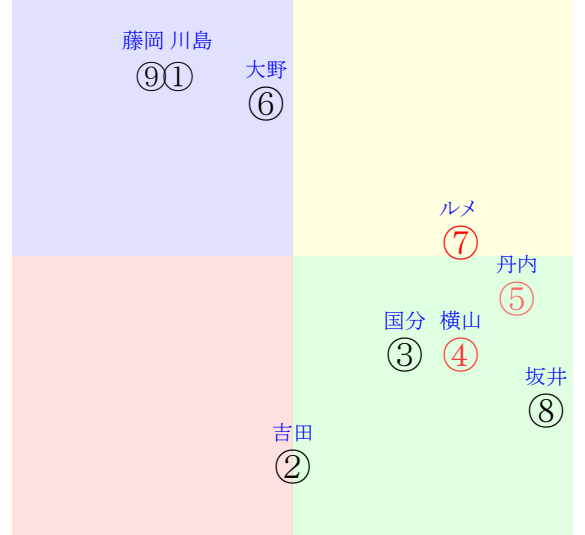 藤岡 川島
⑨①
大野
⑥
ルメ
⑦
丹内
⑤
国分 横山
③ ④
坂井
⑧
吉田
②